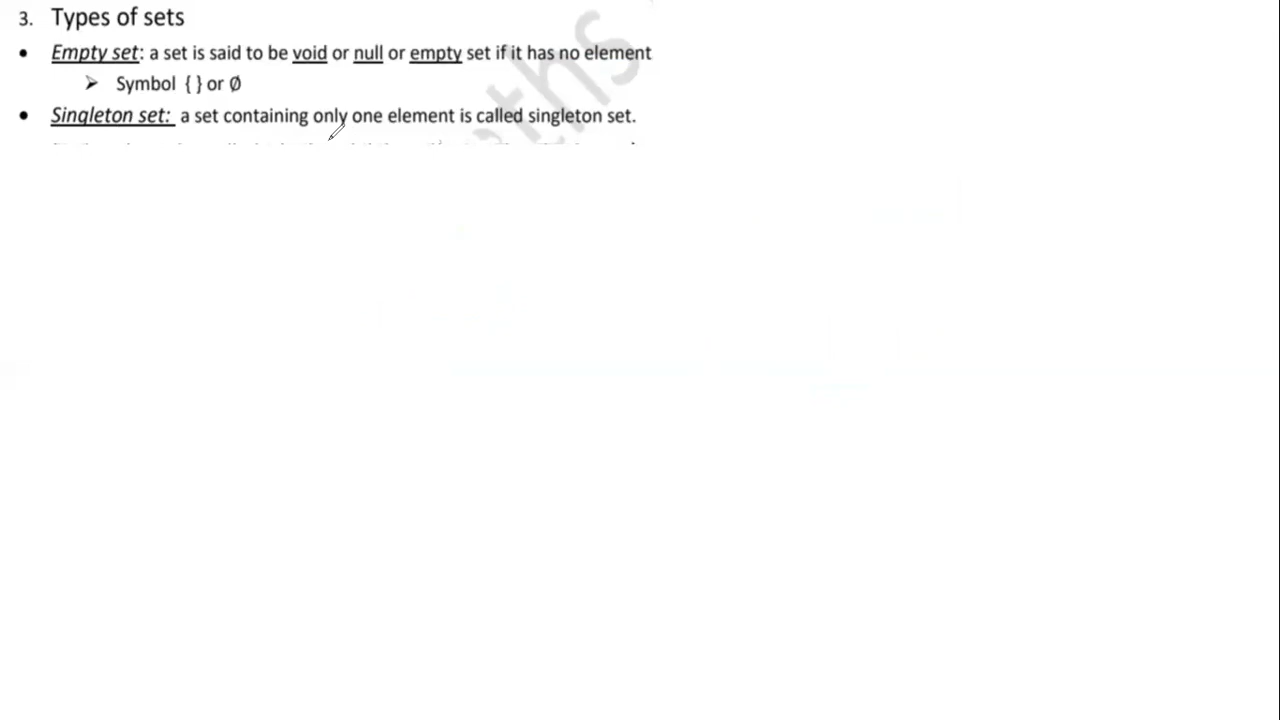 3. Types of sets
• Empty set: a set is said to be void or null or empty set if it has no element
➢ Symbol { } or ∅
• Singleton set: a set containing only one element is called singleton set.